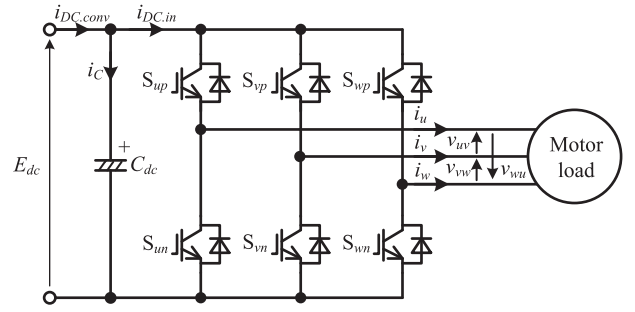 i_DC.conv
i_DC.in
i_C
S_up
S_vp
S_wp
i_u
i_v
i_w
v_uv
v_vw
v_wu
Motor
load
E_dc
+
C_dc
S_un
S_vn
S_wn